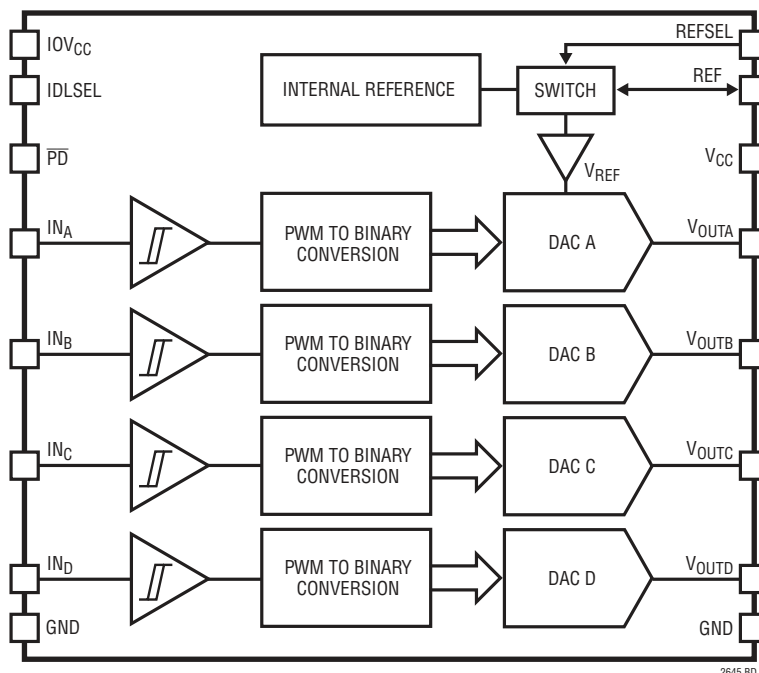 IOVCC
IDLSEL
PD
INA
INB
INC
IND
GND
INTERNAL REFERENCE
SWITCH
REFSEL
REF
VREF
VCC
PWM TO BINARY
CONVERSION
DAC A
VOUTA
PWM TO BINARY
CONVERSION
DAC B
VOUTB
PWM TO BINARY
CONVERSION
DAC C
VOUTC
PWM TO BINARY
CONVERSION
DAC D
VOUTD
GND
2645 BD